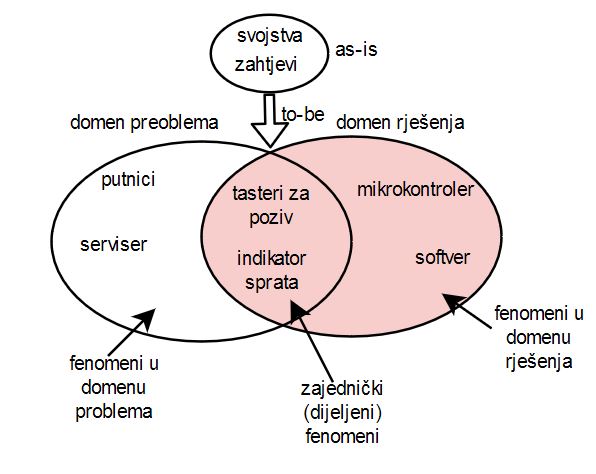 svojstva
zahtjevi
as-is
to-be
domen preoblema
domen rješenja
putnici
serviser
tasteri za
poziv
indikator
sprata
mikrokontroler
softver
fenomeni u
domenu
problema
zajednički
(dijeljeni)
fenomeni
fenomeni u
domenu
rješenja